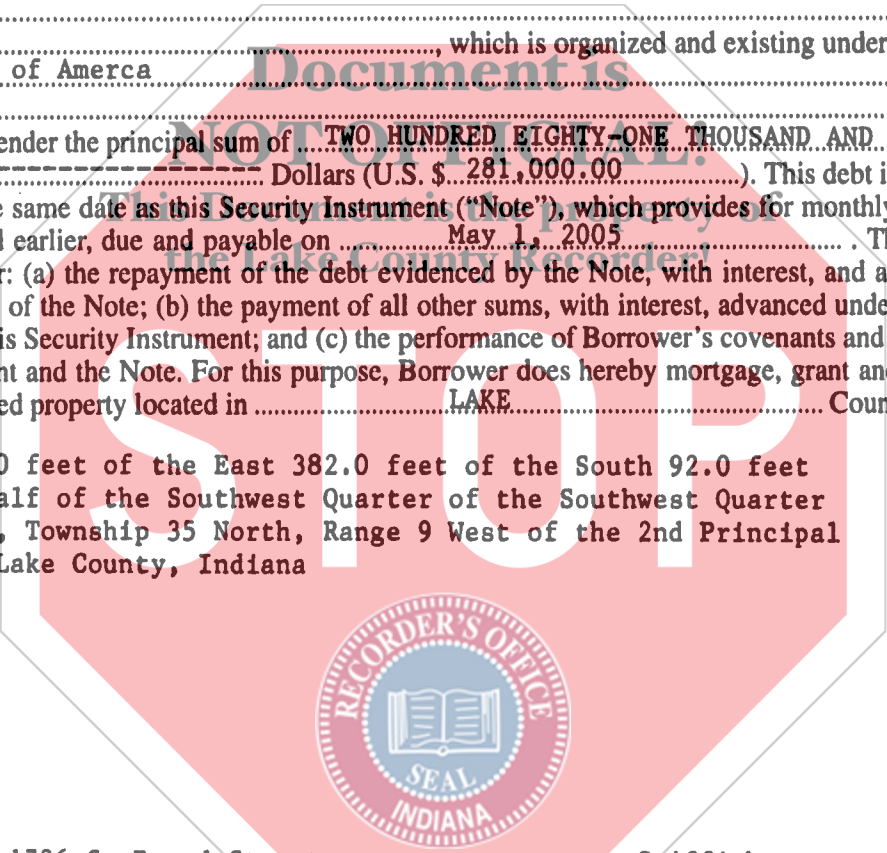 , which is organized and existing under
of Amerca
Document is
NOT OFFICIAL!
This Document is the property of
the Lake County Recorder!
ender the principal sum of TWO HUNDRED EIGHTY-ONE THOUSAND AND
Dollars (U.S. $ 281,000.00 ). This debt i
e same date as this Security Instrument (“Note”), which provides for monthly
l earlier, due and payable on May 1, 2005 . Th
r: (a) the repayment of the debt evidenced by the Note, with interest, and a
of the Note; (b) the payment of all other sums, with interest, advanced unde
is Security Instrument; and (c) the performance of Borrower’s covenants and
nt and the Note. For this purpose, Borrower does hereby mortgage, grant an
ed property located in LAKE Coun
0 feet of the East 382.0 feet of the South 92.0 feet
alf of the Southwest Quarter of the Southwest Quarter
, Township 35 North, Range 9 West of the 2nd Principal
Lake County, Indiana
STOP
RECORDER'S OFFICE
SEAL
INDIANA